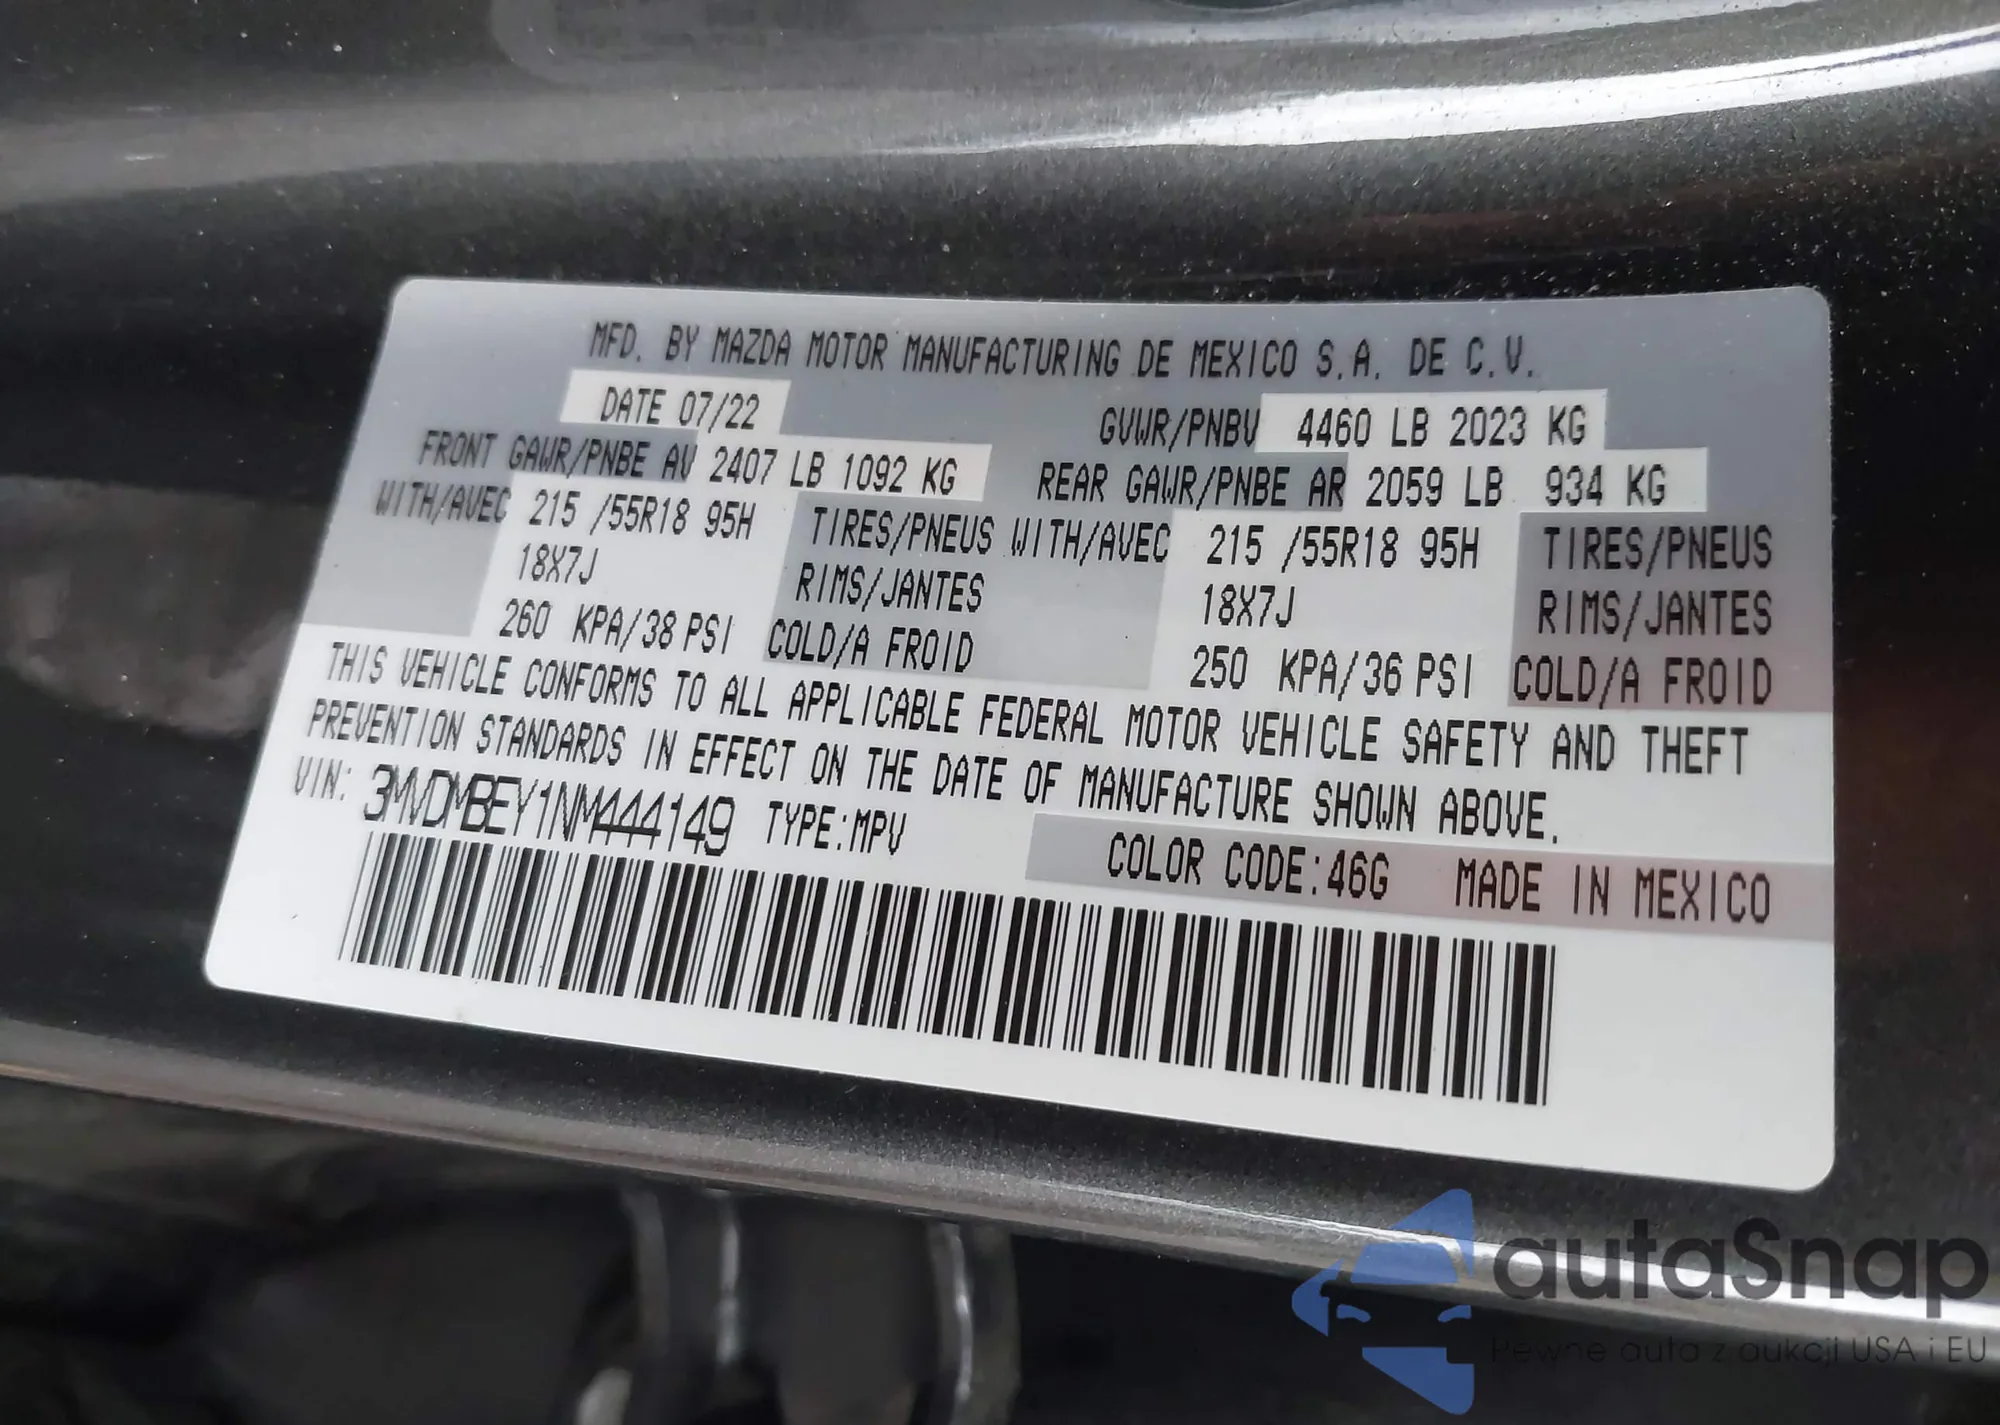 MFD. BY MAZDA MOTOR MANUFACTURING DE MEXICO S.A. DE C.V.
DATE 07/22 GVWR/PNBV 4460 LB 2023 KG
FRONT GAWR/PNBE AV 2407 LB 1092 KG REAR GAWR/PNBE AR 2059 LB 934 KG
WITH/AVEC 215 /55R18 95H TIRES/PNEUS WITH/AVEC 215 /55R18 95H TIRES/PNEUS
18X7J RIMS/JANTES 18X7J RIMS/JANTES
260 KPA/38 PSI COLD/A FROID 250 KPA/36 PSI COLD/A FROID
THIS VEHICLE CONFORMS TO ALL APPLICABLE FEDERAL MOTOR VEHICLE SAFETY AND THEFT
PREVENTION STANDARDS IN EFFECT ON THE DATE OF MANUFACTURE SHOWN ABOVE.
VIN: 3MVDMBEY1NM444149 TYPE:MPV
COLOR CODE:46G MADE IN MEXICO
autaSnap
Pewne auta z aukcji USA i EU